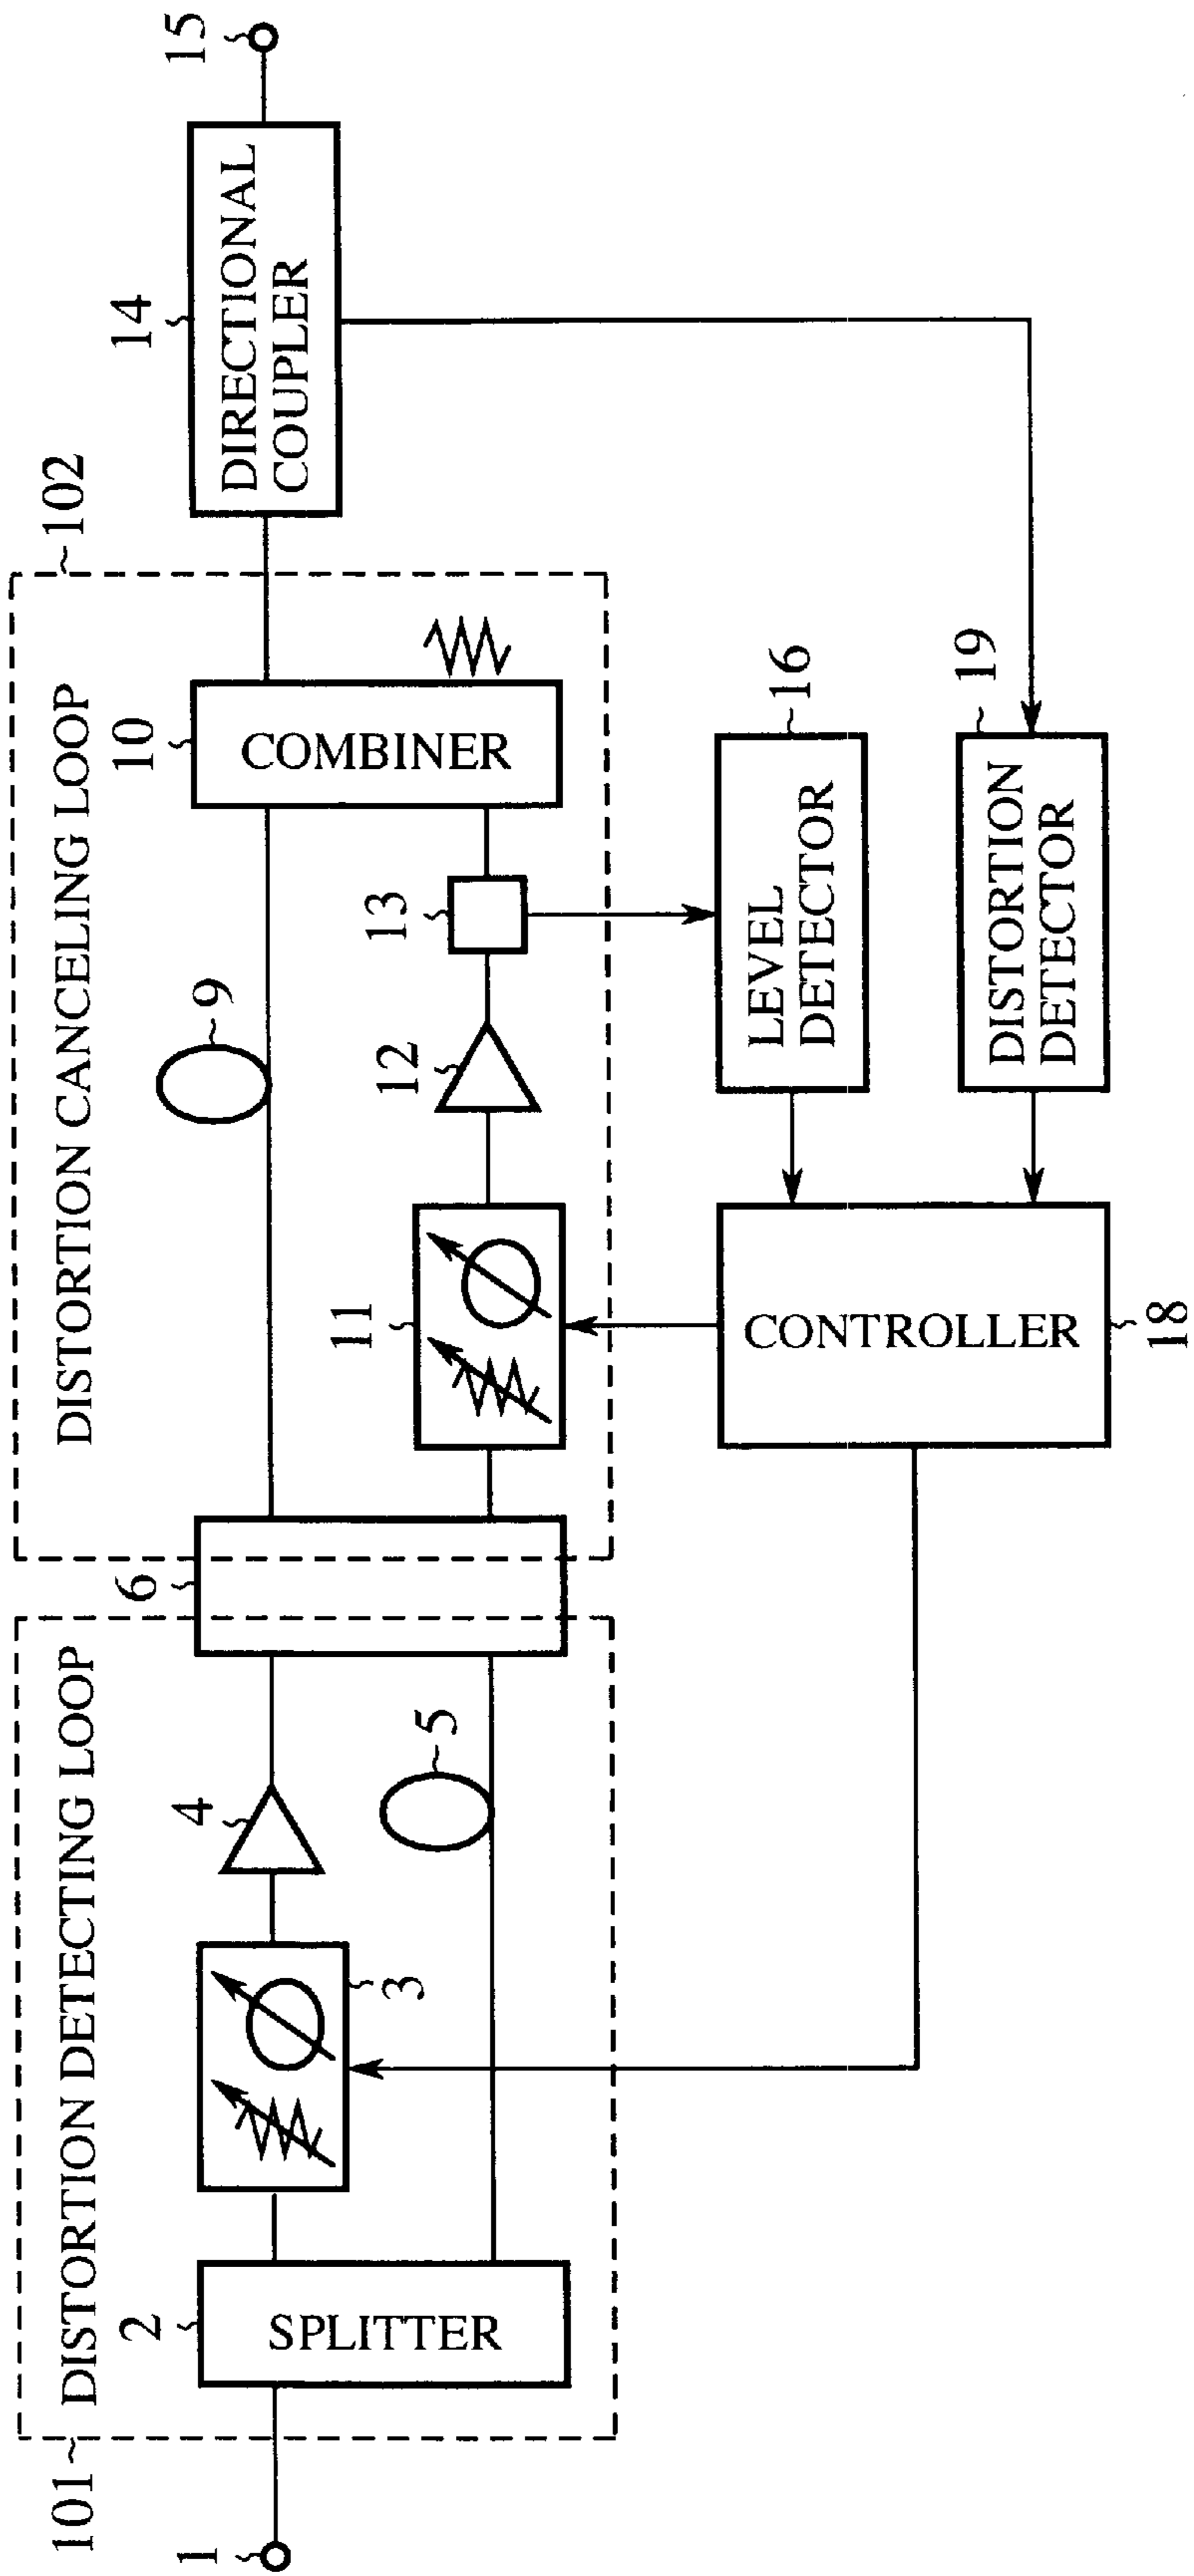 101
DISTORTION DETECTING LOOP
DISTORTION CANCELING LOOP
102
1
2
SPLITTER
3
4
5
6
9
10
COMBINER
11
12
13
14
DIRECTIONAL
COUPLER
15
LEVEL
DETECTOR
16
CONTROLLER
18
DISTORTION
DETECTOR
19